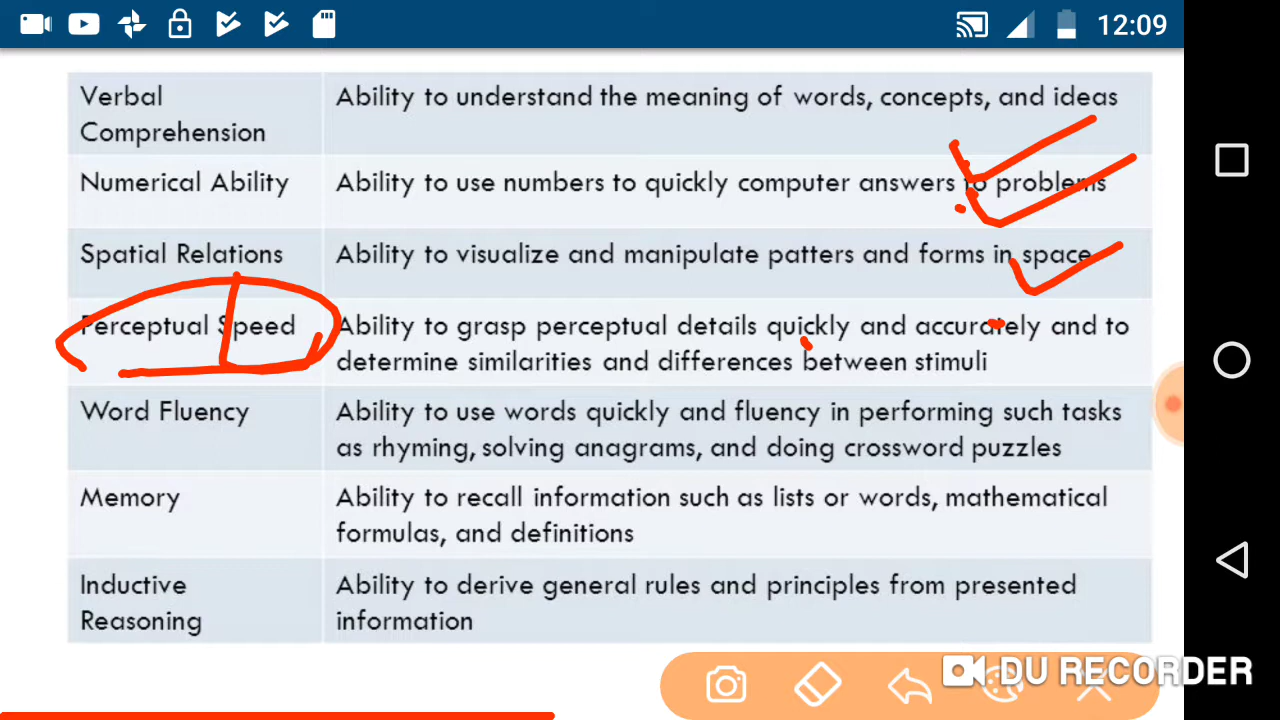 12:09
Verbal
Comprehension
Ability to understand the meaning of words, concepts, and ideas
Numerical Ability
Ability to use numbers to quickly computer answers to problems
Spatial Relations
Ability to visualize and manipulate patters and forms in space
Perceptual Speed
Ability to grasp perceptual details quickly and accurately and to
determine similarities and differences between stimuli
Word Fluency
Ability to use words quickly and fluency in performing such tasks
as rhyming, solving anagrams, and doing crossword puzzles
Memory
Ability to recall information such as lists or words, mathematical
formulas, and definitions
Inductive
Reasoning
Ability to derive general rules and principles from presented
information
DU RECORDER